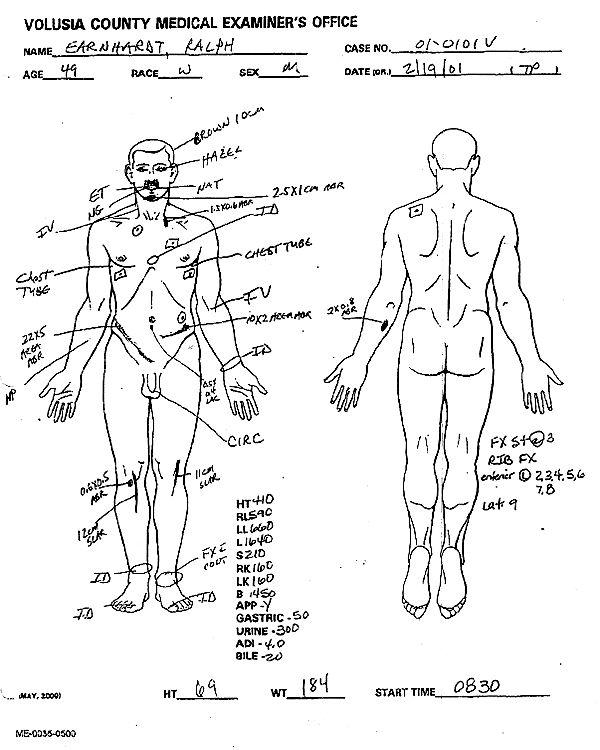 VOLUSIA COUNTY MEDICAL EXAMINER'S OFFICE
NAME EARNHARDT, RALPH CASE NO. 01-0101V
AGE 49 RACE W SEX M DATE (DR.) 2/19/01 (TP)
BROWN 10cm
HAZEL
ET
NAT
NG
2.5X1CM ABR
1.5X0.6 ABR
ID
IV
CHEST TUBE
CHEST TUBE
IV
10X2 AREA ABR
2X0.8 ABR
22X5 AREA ABR
ID
NP
0.5X0.4 LAC
CIRC
FX ST @ 3
RIB FX
anterior L 2,3,4,5,6
7,8
Lat 9
0.6X0.5 ABR
11CM SCAR
12CM SCAR
HT 410
RL 590
LL 660
L 1640
S 210
RK 160
LK 160
B 1450
APP -Y
GASTRIC -50
URINE -300
ADI -4.0
BILE -20
FX
ID
ID
ID
(MAY, 2000) HT 69 WT 184 START TIME 0830
ME-0035-0500